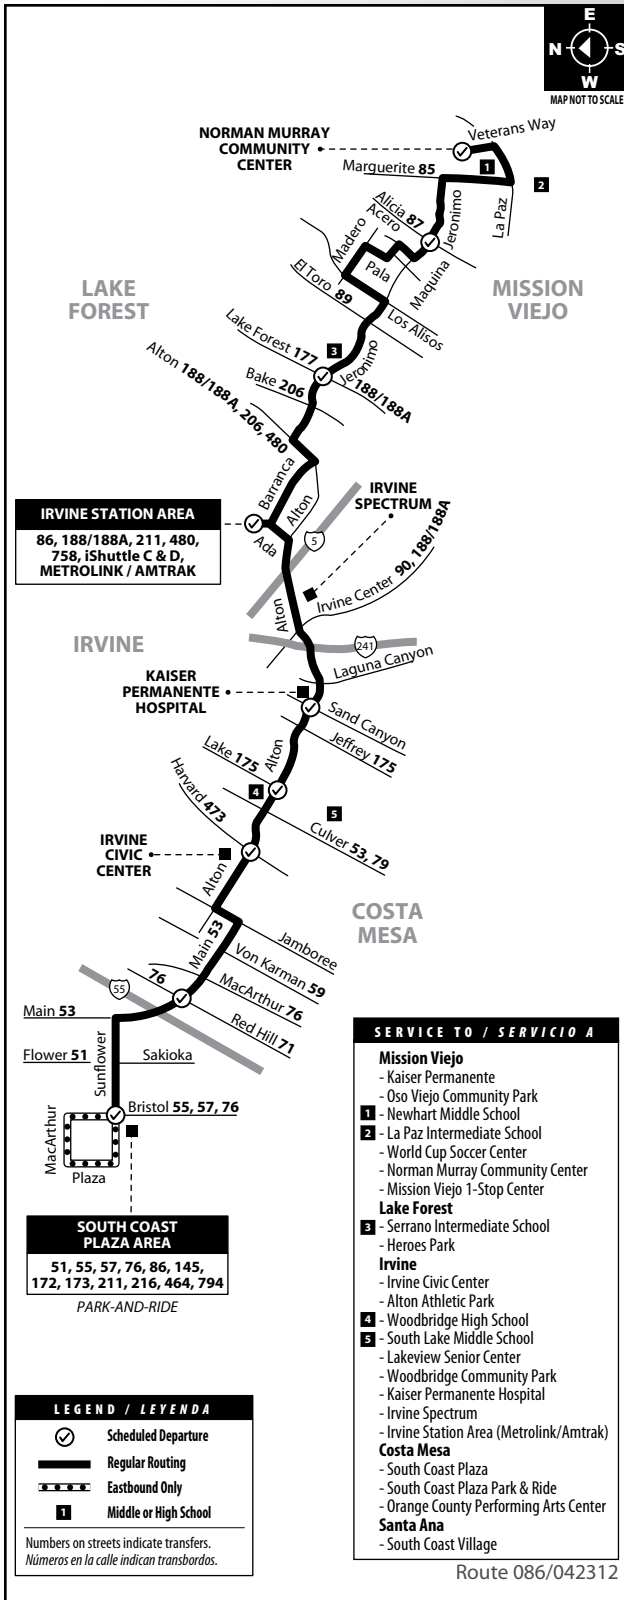 E
N
S
W
MAP NOT TO SCALE
Veterans Way
NORMAN MURRAY
COMMUNITY
CENTER
1
Marguerite 85
2
La Paz
Jeronimo
Alicia 87
Acero
Madero
Pala
Maquina
El Toro 89
LAKE
FOREST
MISSION
VIEJO
Los Alisos
Lake Forest 177
3
Jeronimo
188/188A
Bake 206
Alton 188/188A, 206, 480
Barranca
Alton
IRVINE
SPECTRUM
IRVINE STATION AREA
86, 188/188A, 211, 480,
758, iShuttle C & D,
METROLINK / AMTRAK
Ada
5
Irvine Center 90, 188/188A
Alton
IRVINE
241
Laguna Canyon
KAISER
PERMANENTE
HOSPITAL
Sand Canyon
Jeffrey 175
Alton
Lake 175
4
5
Harvard 473
Culver 53, 79
IRVINE
CIVIC
CENTER
Alton
COSTA
MESA
Jamboree
Main 53
Von Karman 59
MacArthur 76
76
Red Hill 71
55
Main 53
Flower 51
Sunflower
Sakioka
Bristol 55, 57, 76
MacArthur
Plaza
SOUTH COAST
PLAZA AREA
51, 55, 57, 76, 86, 145,
172, 173, 211, 216, 464, 794
PARK-AND-RIDE
LEGEND / LEYENDA
Scheduled Departure
Regular Routing
Eastbound Only
1 Middle or High School
Numbers on streets indicate transfers.
Números en la calle indican transbordos.
SERVICE TO / SERVICIO A
Mission Viejo
- Kaiser Permanente
- Oso Viejo Community Park
1 - Newhart Middle School
2 - La Paz Intermediate School
- World Cup Soccer Center
- Norman Murray Community Center
- Mission Viejo 1-Stop Center
Lake Forest
3 - Serrano Intermediate School
- Heroes Park
Irvine
- Irvine Civic Center
- Alton Athletic Park
4 - Woodbridge High School
5 - South Lake Middle School
- Lakeview Senior Center
- Woodbridge Community Park
- Kaiser Permanente Hospital
- Irvine Spectrum
- Irvine Station Area (Metrolink/Amtrak)
Costa Mesa
- South Coast Plaza
- South Coast Plaza Park & Ride
- Orange County Performing Arts Center
Santa Ana
- South Coast Village
Route 086/042312